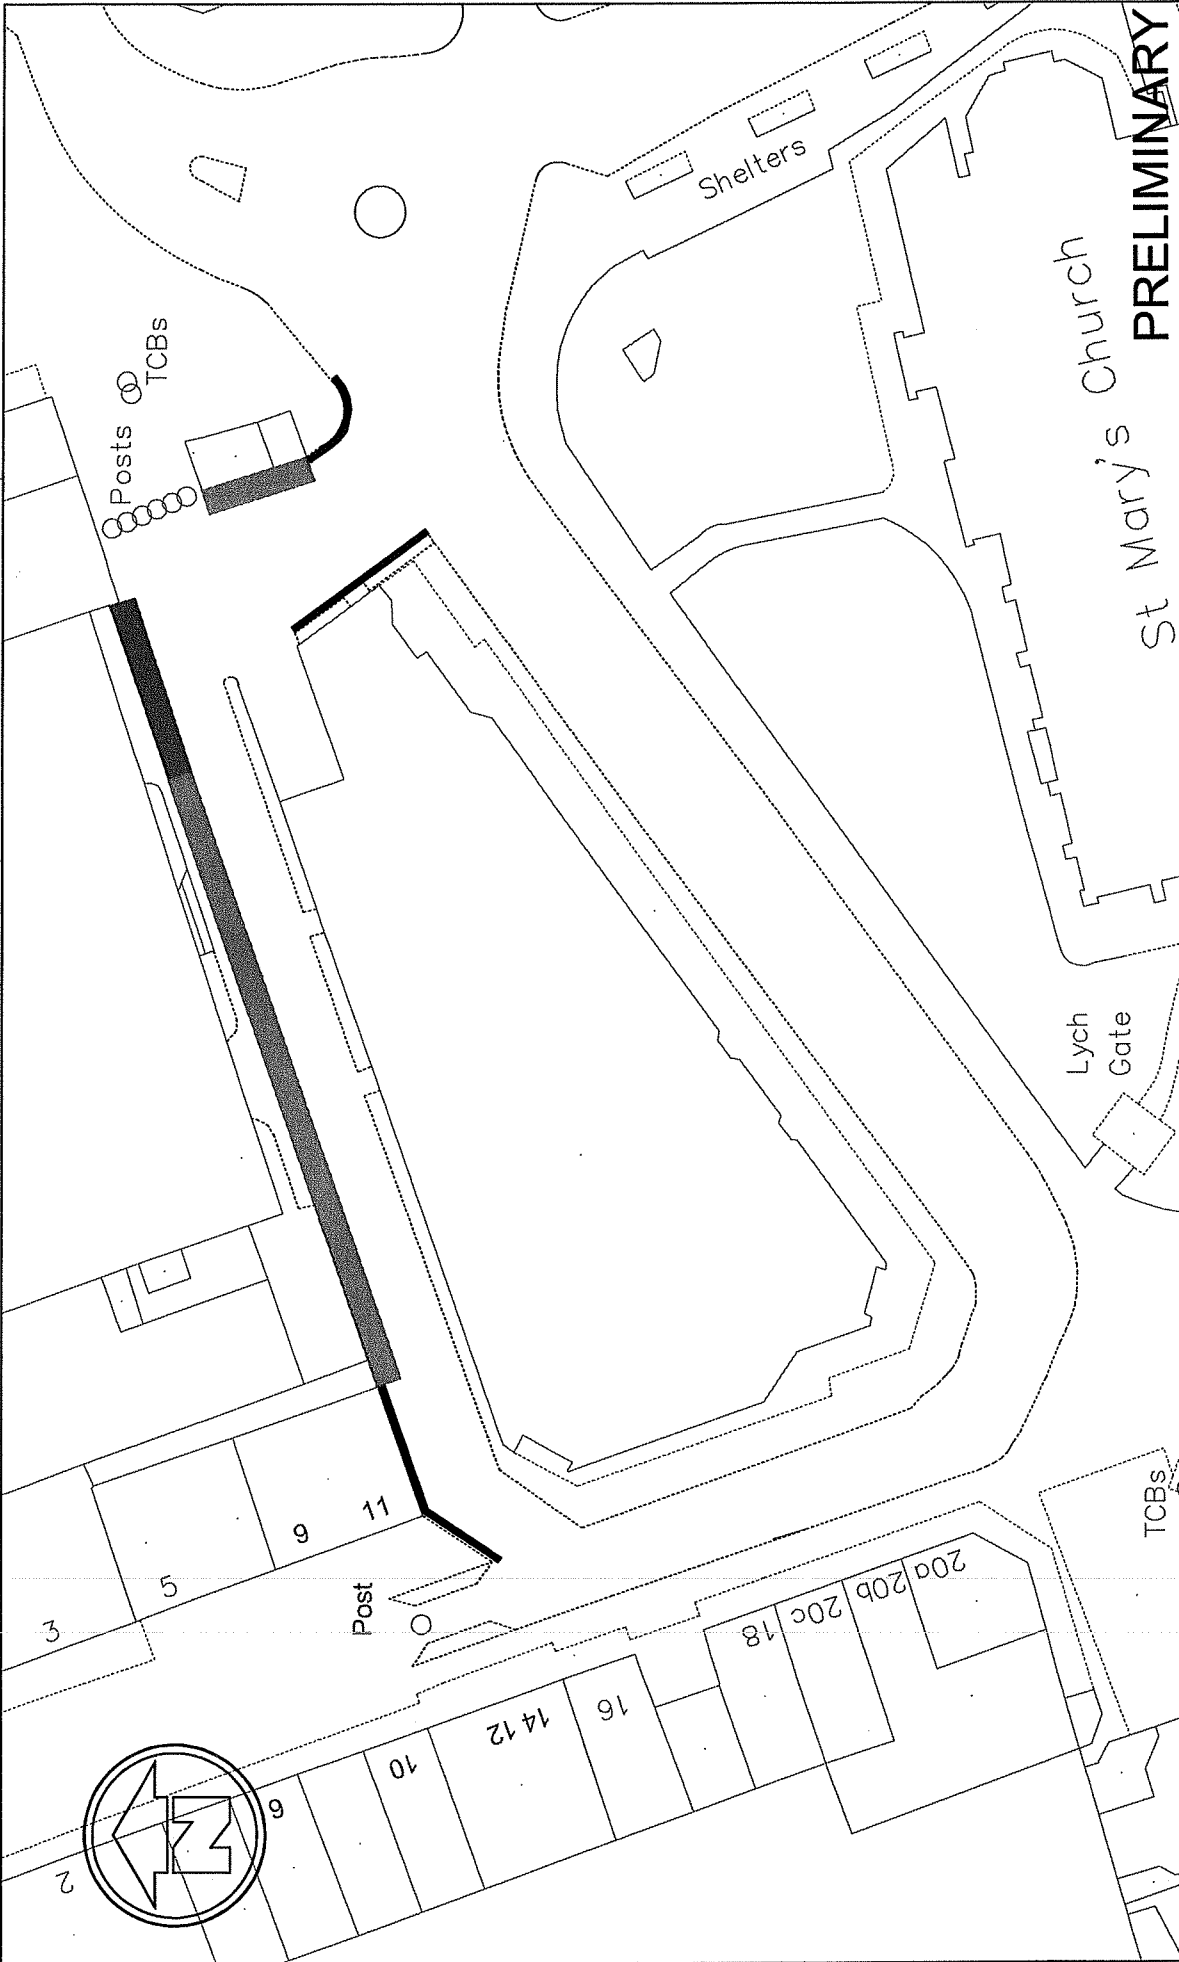 PRELIMINARY
Shelters
TCBs
Posts
St Mary's Church
Lych
Gate
3
5
9
11
Post
TCBs
2
6
10
14 12
16
18
20c
20b
20a
N